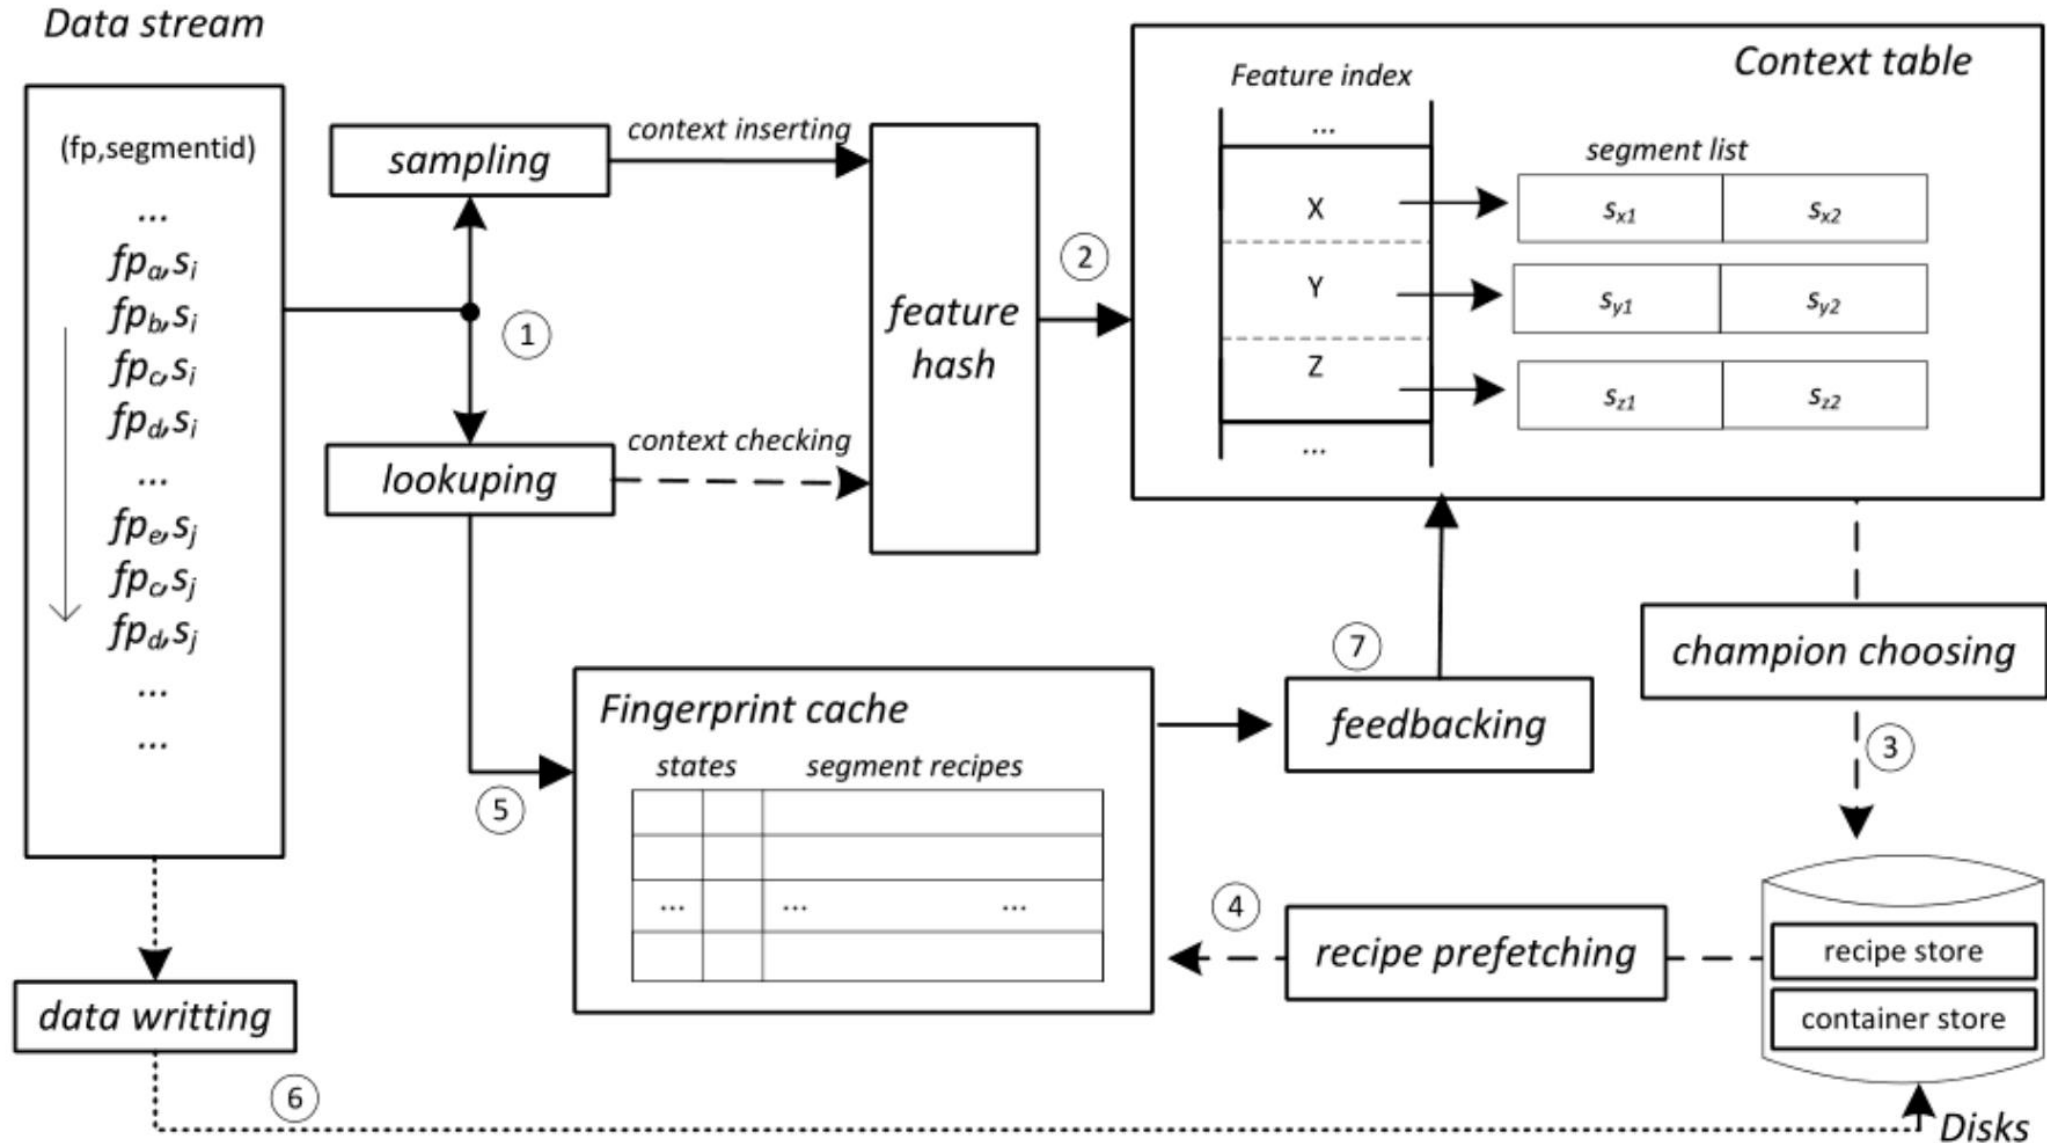 Data stream
(fp,segmentid)
...
fpa,si
fpb,si
fpc,si
fpd,si
...
fpe,sj
fpc,sj
fpd,sj
...
...
data writting
6
sampling
context inserting
1
lookuping
context checking
feature
hash
2
Context table
Feature index
...
X
Y
Z
...
segment list
sx1
sx2
sy1
sy2
sz1
sz2
champion choosing
3
5
Fingerprint cache
states
segment recipes
... ... ...
7
feedbacking
4
recipe prefetching
recipe store
container store
Disks